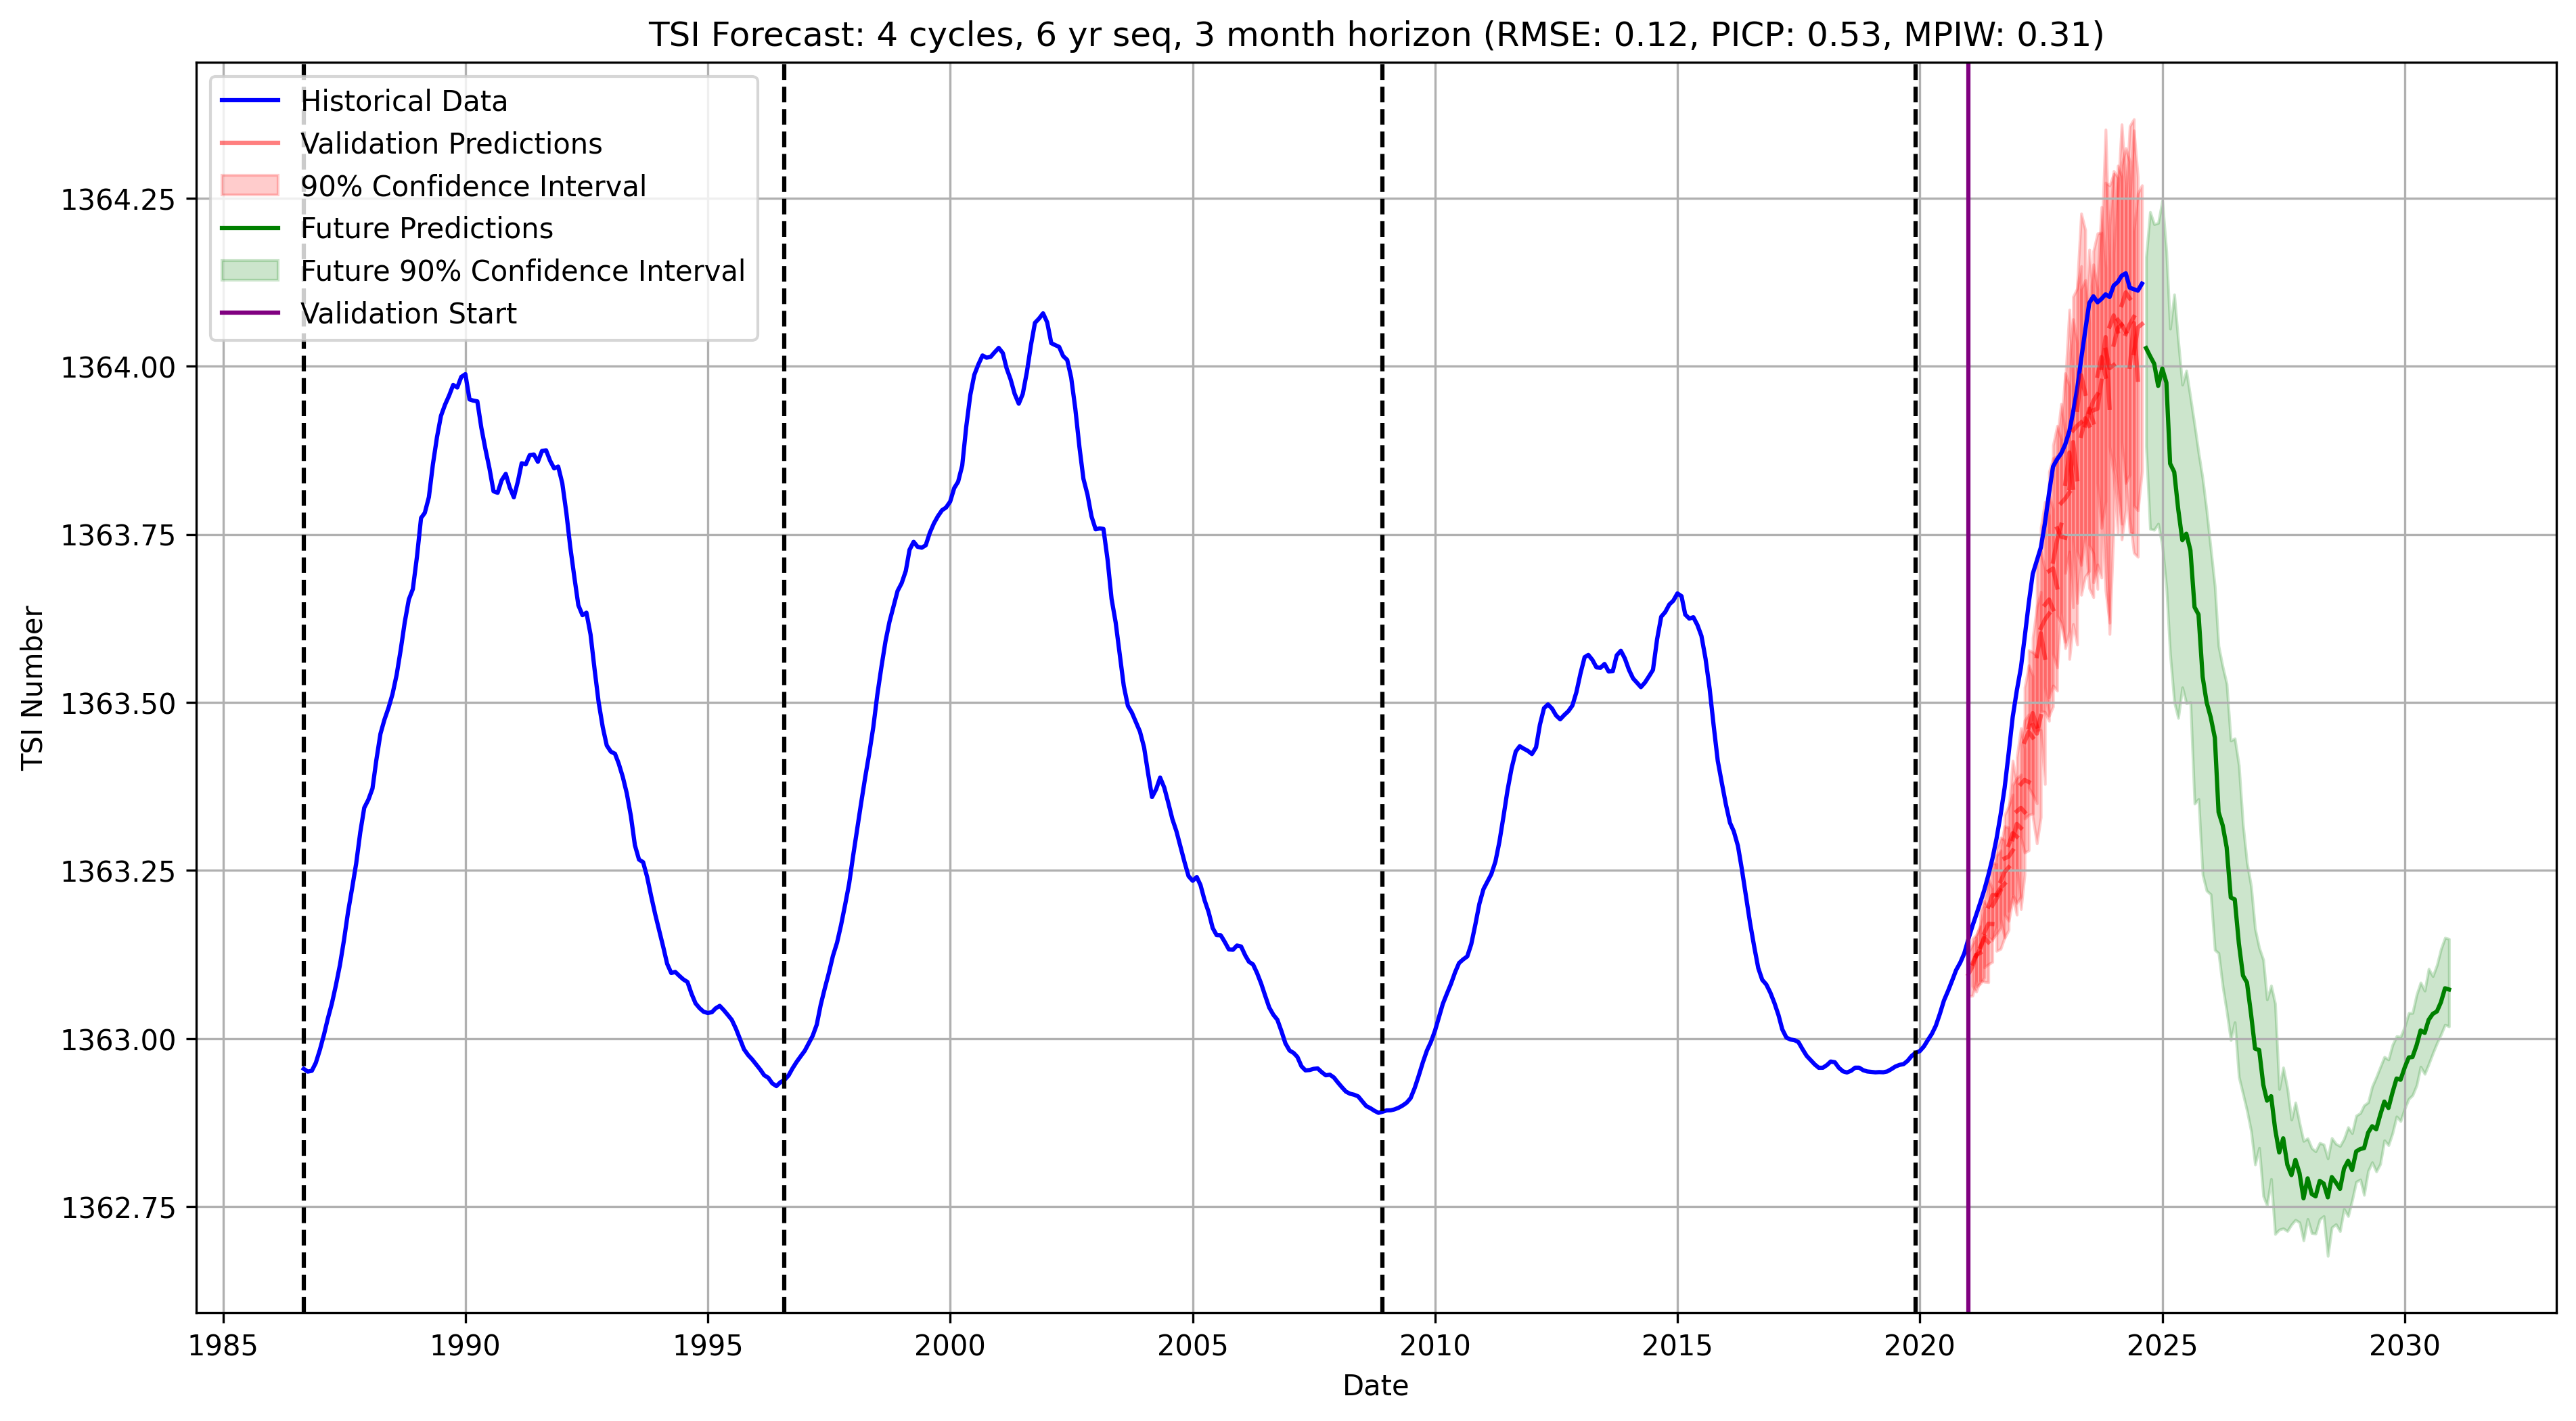 TSI Forecast: 4 cycles, 6 yr seq, 3 month horizon (RMSE: 0.12, PICP: 0.53, MPIW: 0.31)
Historical Data
Validation Predictions
90% Confidence Interval
Future Predictions
Future 90% Confidence Interval
Validation Start
TSI Number
1364.25
1364.00
1363.75
1363.50
1363.25
1363.00
1362.75
1985 1990 1995 2000 2005 2010 2015 2020 2025 2030
Date